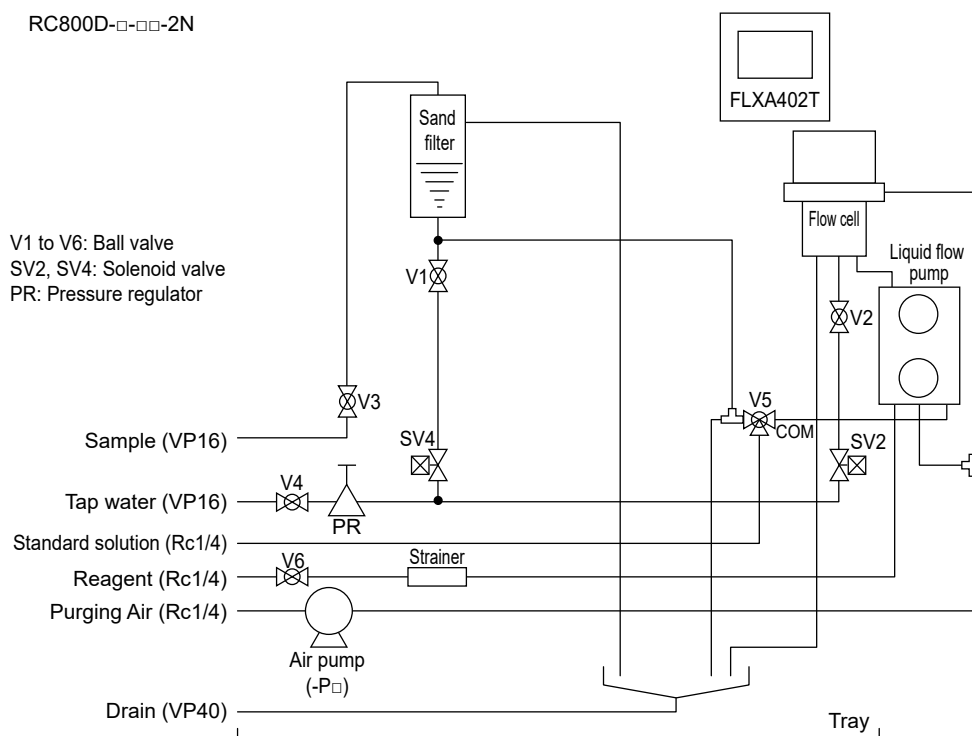 RC800D-□-□□-2N
FLXA402T
Sand
filter
Flow cell
V1 to V6: Ball valve
SV2, SV4: Solenoid valve
PR: Pressure regulator
Liquid flow
pump
V1
V2
V3
V5
Sample (VP16)
SV4
COM
SV2
V4
Tap water (VP16)
PR
Standard solution (Rc1/4)
V6
Strainer
Reagent (Rc1/4)
Purging Air (Rc1/4)
Air pump
(-P□)
Drain (VP40)
Tray